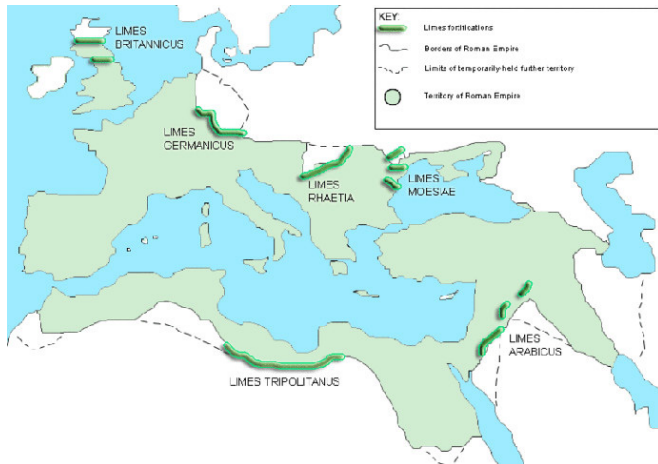 LIMES
BRITANNICUS
KEY:
Limes fortifications
Borders of Roman Empire
Limits of temporarily-held further territory
Territory of Roman Empire
LIMES
GERMANICUS
LIMES
RHAETIA
LIMES
MOESIAE
LIMES
ARABICUS
LIMES TRIPOLITANUS